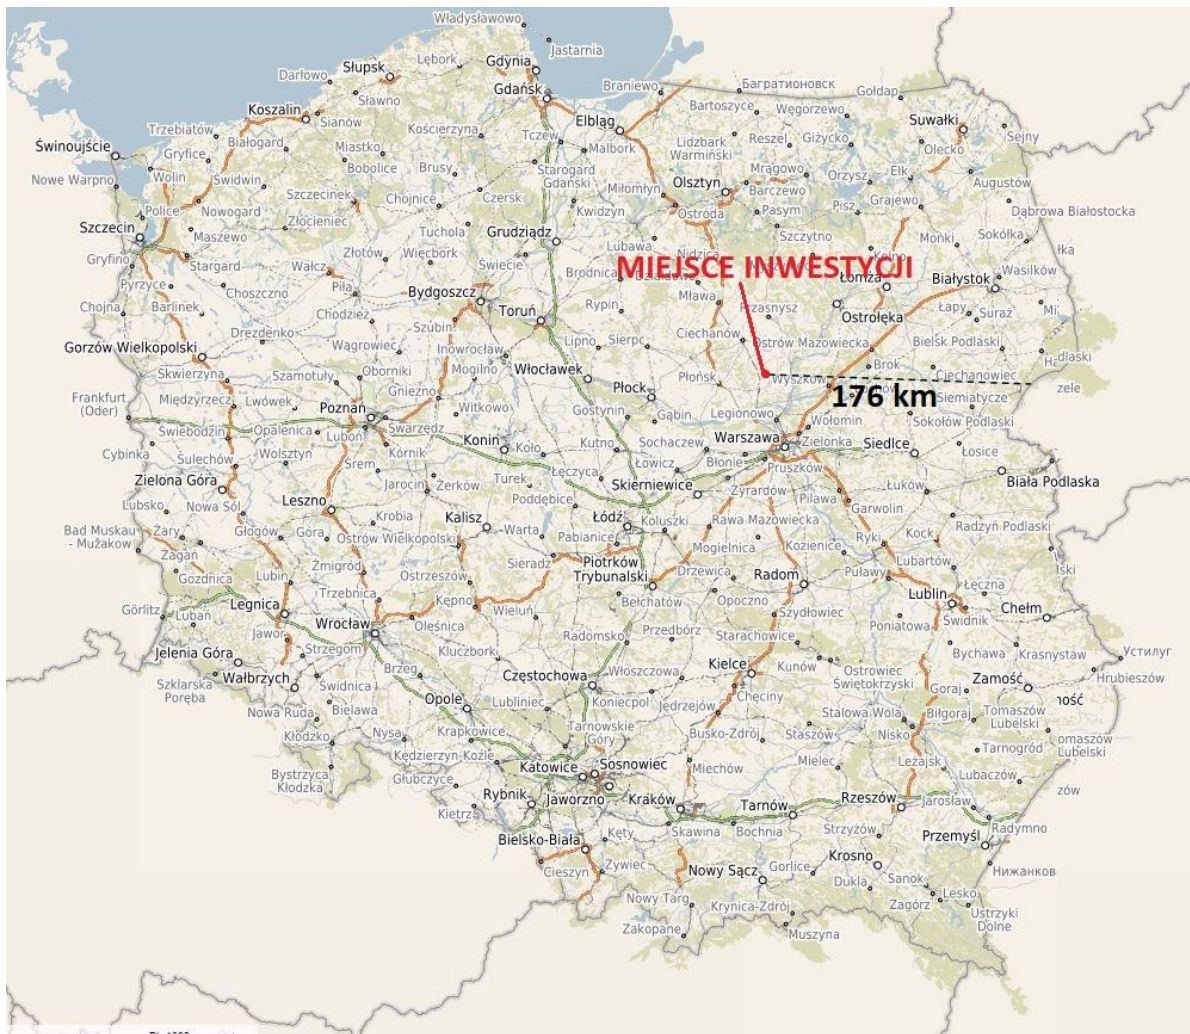 Władysławowo
Jastarnia
Gdynia
Lębork
Słupsk
Darłowo
Gdańsk
Braniewo
Багратионовск
Gołdap
Sławno
Koszalin
Sianów
Bartoszyce
Węgorzewo
Elbląg
Suwałki
Trzebiatów
Białogard
Kościerzyna
Tczew
Malbork
Lidzbark
Warmiński
Reszel
Giżycko
Sejny
Olecko
Świnoujście
Gryfice
Miastko
Bobolice
Brusy
Starogard
Gdański
Mrągowo
Orzysz
Ełk
Nowe Warpno
Wolin
Świdwin
Szczecinek
Chojnice
Czersk
Miłomłyn
Olsztyn
Barczewo
Augustów
Police
Nowogard
Złocieniec
Kwidzyn
Ostróda
Pasym
Pisz
Grajewo
Dąbrowa Białostocka
Szczecin
Maszewo
Tuchola
Grudziądz
Szczytno
Mońki
Sokółka
łka
Gryfino
Stargard
Złotów
Więcbork
Lubawa
Nidzica
Wałcz
Świecie
Brodnica
MIEJSCE INWESTYCJI
Wasilków
Pyrzyce
Choszczno
Piła
Bydgoszcz
Łomża
Białystok
Chojna
Barlinek
Chodzież
Toruń
Rypin
Mława
Przasnysz
Ostrołęka
Łapy
Suraż
Mi
Drezdenko
Szubin
Gorzów Wielkopolski
Wągrowiec
Inowrocław
Lipno
Sierpc
Ciechanów
Ostrów Mazowiecka
Bielsk Podlaski
Hajdlaski
Skwierzyna
Szamotuły
Oborniki
Mogilno
Włocławek
Płock
Płońsk
Wyszków
Brok
Ciechanowiec
zele
Frankfurt
(Oder)
Międzyrzecz
Lwówek
Gniezno
Witkowo
Gostynin
Gąbin
Legionowo
176 km
Siemiatycze
Poznań
Swarzędz
Wołomin
Sokołów Podlaski
Świebodzin
Opalenica
Luboń
Konin
Koło
Kutno
Sochaczew
Warszawa
Zielonka
Siedlce
Cybinka
Sulechów
Wolsztyn
Kórnik
Łęczyca
Łowicz
Błonie
Pruszków
Łosice
Zielona Góra
Śrem
Jarocin
Żerków
Turek
Poddębice
Skierniewice
Żyrardów
Pilawa
Łuków
Biała Podlaska
Lubsko
Nowa Sól
Leszno
Garwolin
Bad Muskau
- Mużakow
Żary
Głogów
Góra
Krobia
Kalisz
Warta
Łódź
Koluszki
Rawa Mazowiecka
Radzyń Podlaski
Żagań
Ostrów Wielkopolski
Pabianice
Mogielnica
Kozienice
Ryki
Kock
Gozdnica
Lubin
Żmigród
Ostrzeszów
Sieradz
Piotrków
Trybunalski
Drzewica
Radom
Puławy
Lubartów
Łęczna
Görlitz
Lubań
Legnica
Trzebnica
Kępno
Wieluń
Bełchatów
Opoczno
Szydłowiec
Lublin
Chełm
Jawor
Wrocław
Oleśnica
Radomsko
Przedbórz
Starachowice
Poniatowa
Świdnik
Jelenia Góra
Strzegom
Brzeg
Kluczbork
Włoszczowa
Kielce
Kunów
Bychawa
Krasnystaw
Устилуг
Szklarska
Poręba
Wałbrzych
Świdnica
Częstochowa
Ostrowiec
Świętokrzyski
Zamość
Hrubieszów
Nowa Ruda
Bielawa
Opole
Lubliniec
Koniecpol
Chęciny
Goraj
Jędrzejów
Stalowa Wola
Biłgoraj
Tomaszów
Lubelski
ność
Kłodzko
Nysa
Krapkowice
Tarnowskie
Góry
Busko-Zdrój
Staszów
Nisko
omaszów
Lubelski
Kędzierzyn-Koźle
Tarnogród
Bystrzyca
Kłodzka
Głubczyce
Katowice
Sosnowiec
Miechów
Mielec
Leżajsk
Lubaczów
zów
Rybnik
Jaworzno
Kraków
Tarnów
Rzeszów
Jarosław
Kietrz
Skawina
Bochnia
Strzyżów
Radymno
Bielsko-Biała
Kęty
Przemyśl
Cieszyn
Żywiec
Nowy Sącz
Gorlice
Krosno
Нижанков
Dukla
Sanok
Lesko
Nowy Targ
Krynica-Zdrój
Zagórz
Ustrzyki
Dolne
Zakopane
Muszyna